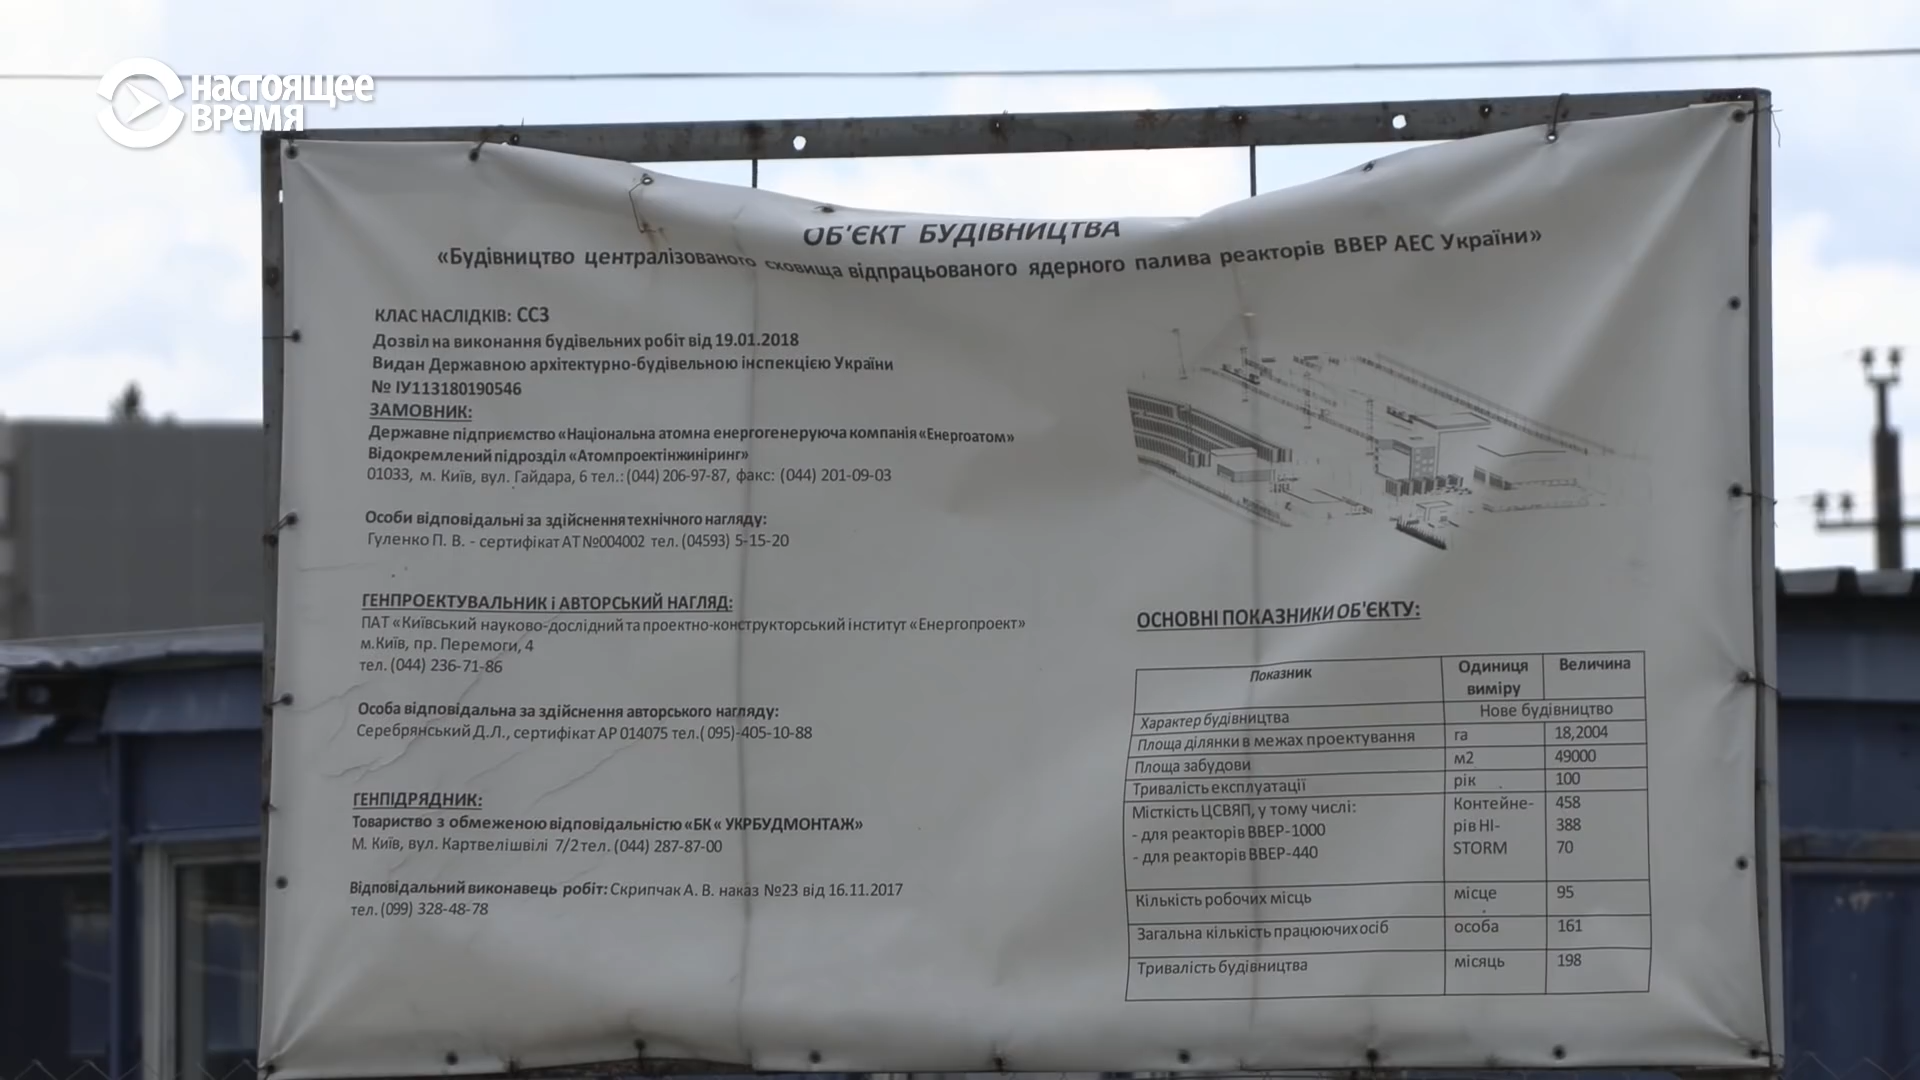 настоящее
время
ОБ'ЄКТ БУДІВНИЦТВА
«Будівництво централізованого сховища відпрацьованого ядерного палива реакторів ВВЕР АЕС України»
КЛАС НАСЛІДКІВ: СС3
Дозвіл на виконання будівельних робіт від 19.01.2018
Видан Державною архітектурно-будівельною інспекцією України
№ ІУ113180190546
ЗАМОВНИК:
Державне підприємство «Національна атомна енергогенеруюча компанія «Енергоатом»
Відокремлений підрозділ «Атомпроектінжиніринг»
01033, м. Київ, вул. Гайдара, 6 тел.: (044) 206-97-87, факс: (044) 201-09-03
Особи відповідальні за здійснення технічного нагляду:
Гуленко П. В. - сертифікат АТ №004002 тел. (04593) 5-15-20
ГЕНПРОЕКТУВАЛЬНИК і АВТОРСЬКИЙ НАГЛЯД:
ПАТ «Київський науково-дослідний та проектно-конструкторський інститут «Енергопроект»
м.Київ, пр. Перемоги, 4
тел. (044) 236-71-86
Особа відповідальна за здійснення авторського нагляду:
Серебрянський Д.Л., сертифікат АР 014075 тел.( 095)-405-10-88
ГЕНПІДРЯДНИК:
Товариство з обмеженою відповідальністю «БК « УКРБУДМОНТАЖ»
М. Київ, вул. Картвелішвілі 7/2 тел. (044) 287-87-00
Відповідальний виконавець робіт: Скрипчак А. В. наказ №23 від 16.11.2017
тел. (099) 328-48-78
ОСНОВНІ ПОКАЗНИКИ ОБ'ЄКТУ:
Показник Одиниця виміру Величина
Характер будівництва Нове будівництво
Площа ділянки в межах проектування га 18,2004
Площа забудови м2 49000
Тривалість експлуатації рік 100
Місткість ЦСВЯП, у тому числі: Контейне- 458
- для реакторів ВВЕР-1000 рів HI- 388
- для реакторів ВВЕР-440 STORM 70
Кількість робочих місць місце 95
Загальна кількість працюючих осіб особа 161
Тривалість будівництва місяць 198